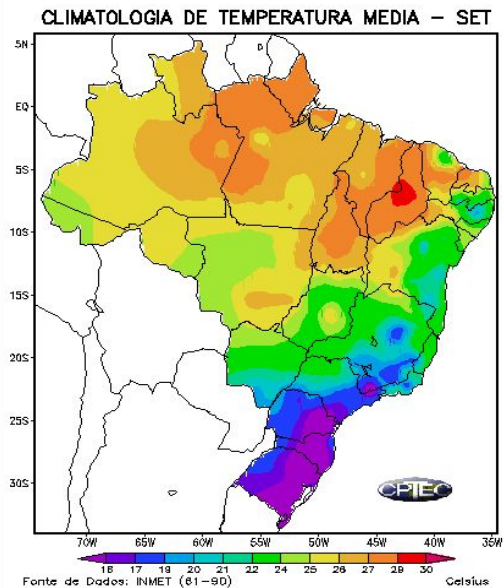 CLIMATOLOGIA DE TEMPERATURA MEDIA – SET
5N
EQ
5S
10S
15S
20S
25S
30S
70W 65W 60W 55W 50W 45W 40W 35W
CPTEC
16 17 19 20 21 22 24 25 26 27 29 30
Fonte de Dados: INMET (61–90) Celsius